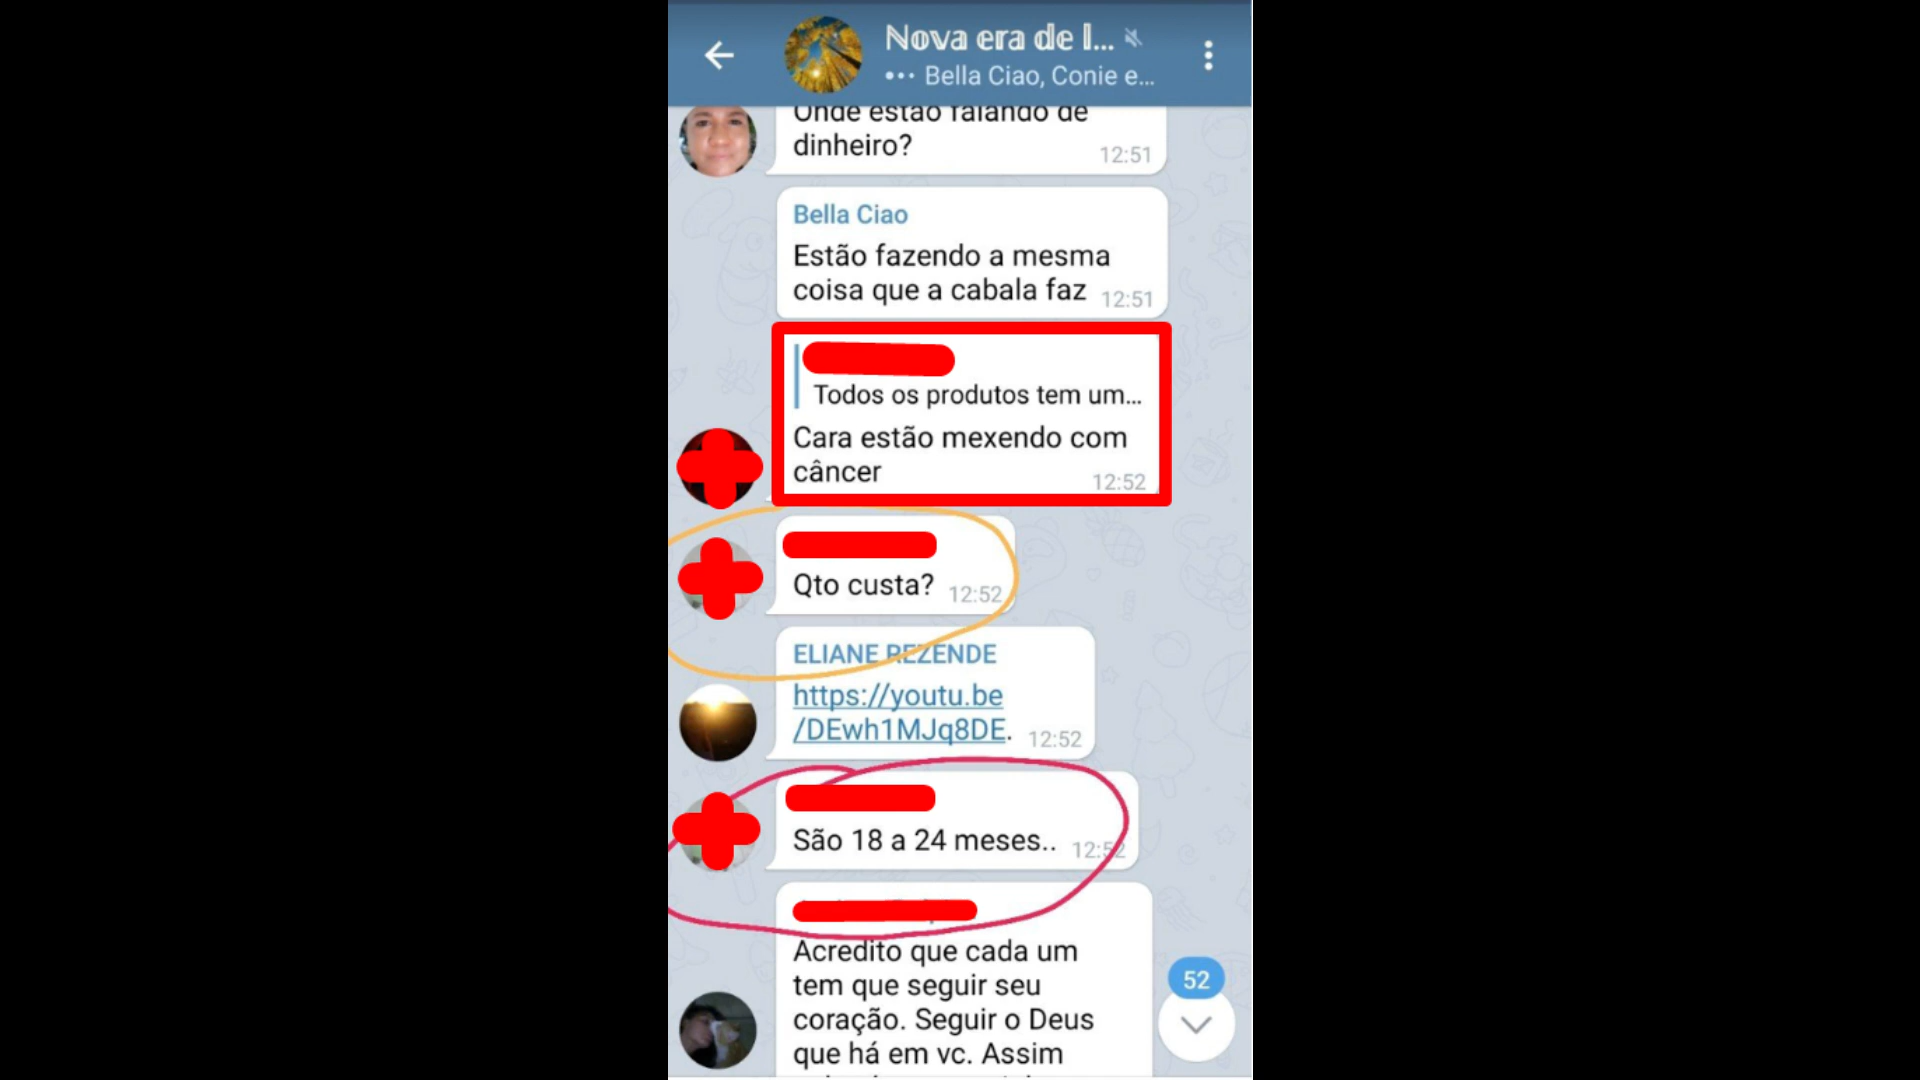 Nova era de l...
••• Bella Ciao, Conie e...
Onde estão falando de
dinheiro?
12:51
Bella Ciao
Estão fazendo a mesma
coisa que a cabala faz 12:51
Todos os produtos tem um...
Cara estão mexendo com
câncer
12:52
Qto custa? 12:52
ELIANE REZENDE
https://youtu.be
/DEwh1MJq8DE. 12:52
São 18 a 24 meses.. 12:52
Acredito que cada um
tem que seguir seu
coração. Seguir o Deus
que há em vc. Assim
52